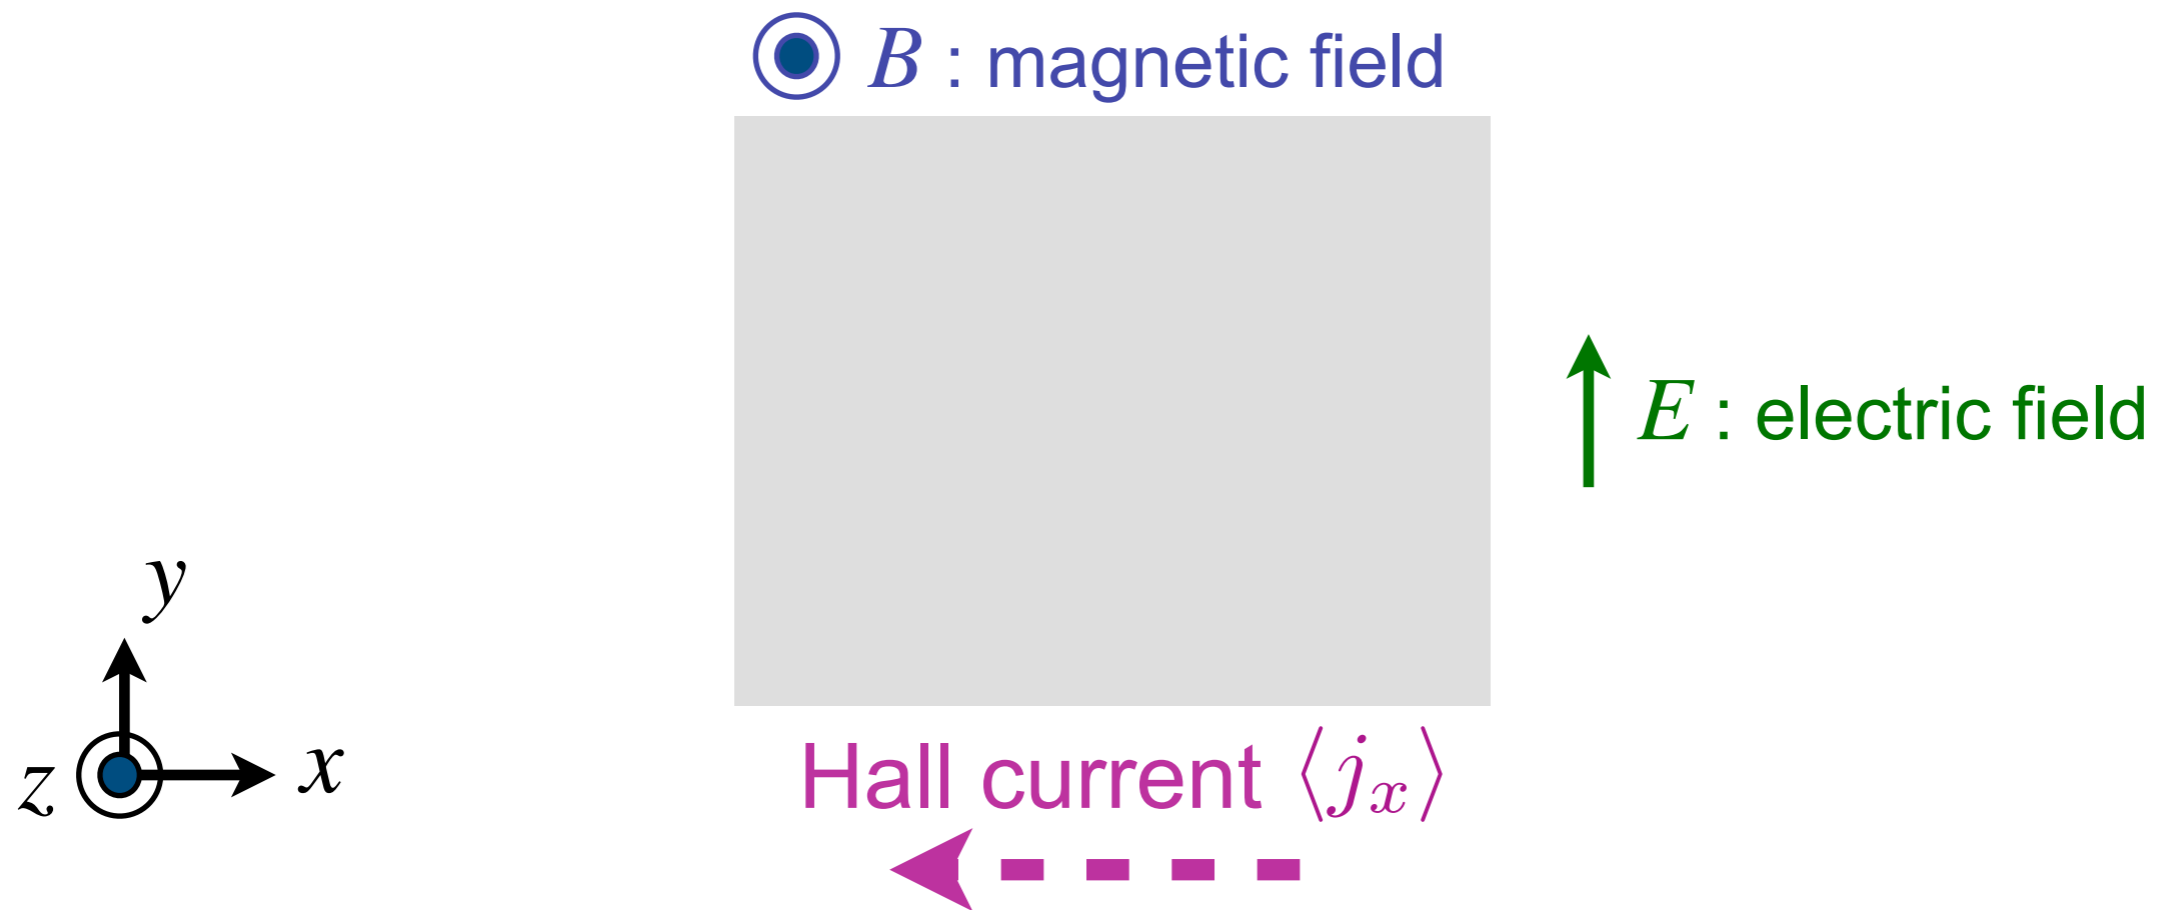 B : magnetic field
E : electric field
y
z
x
Hall current ⟨j_x⟩